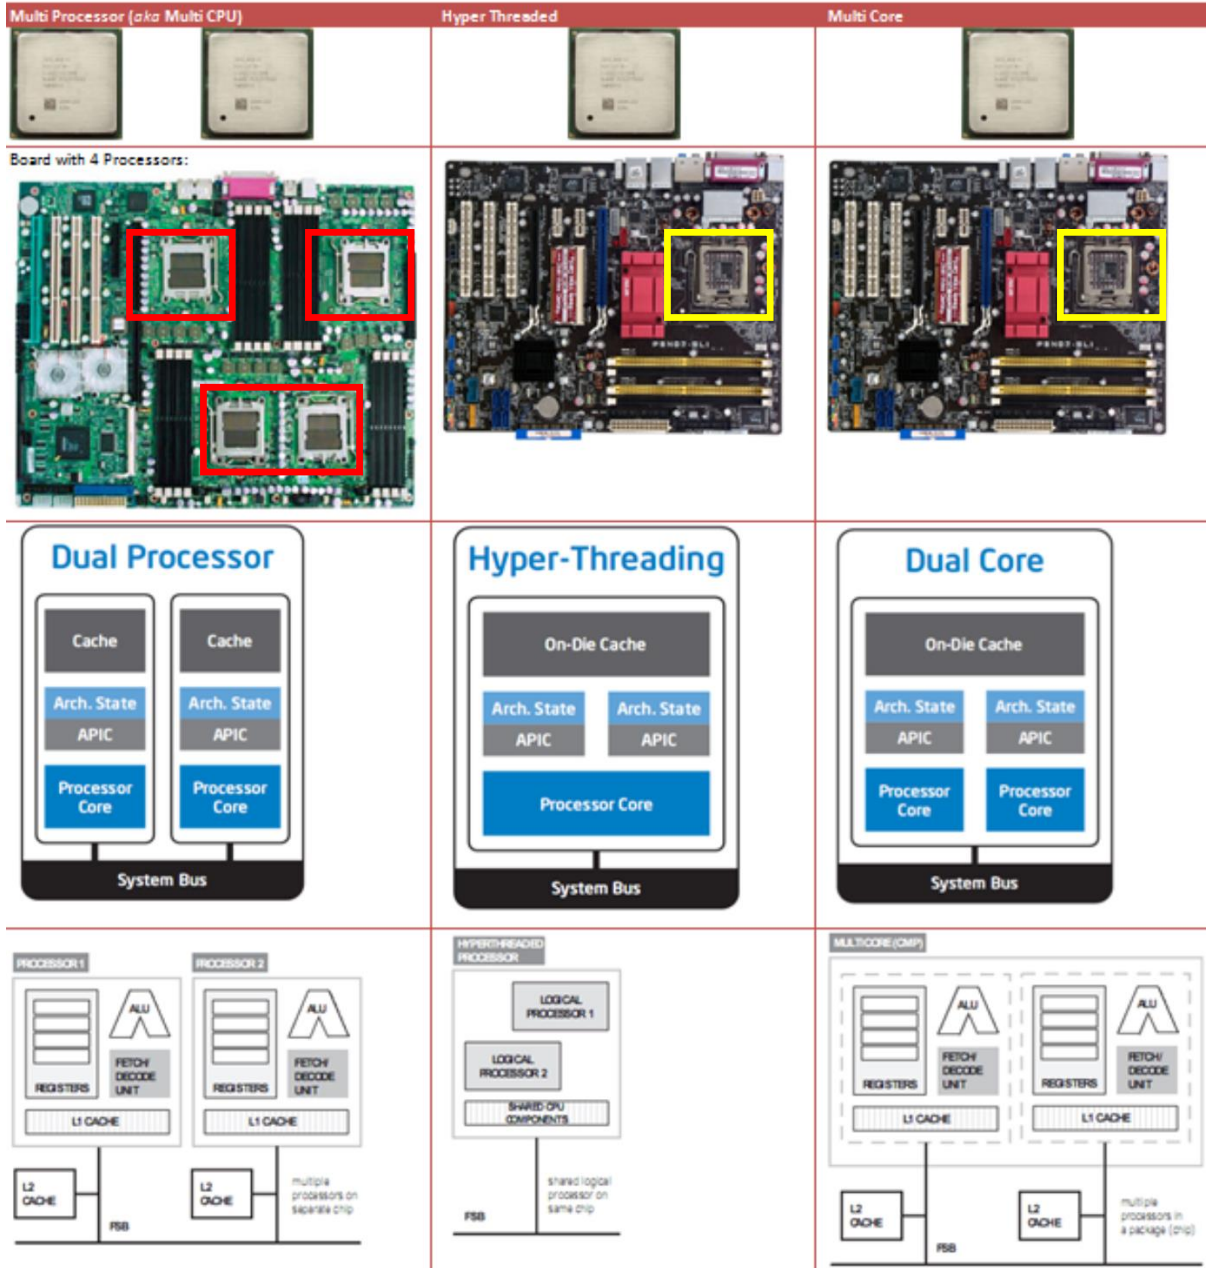 Multi Processor (aka Multi CPU)
Hyper Threaded
Multi Core
Board with 4 Processors:
P5N07-SLI
P5N07-SLI
Dual Processor
Cache
Cache
Arch. State
Arch. State
APIC
APIC
Processor
Core
Processor
Core
System Bus
Hyper-Threading
On-Die Cache
Arch. State
Arch. State
APIC
APIC
Processor Core
System Bus
Dual Core
On-Die Cache
Arch. State
Arch. State
APIC
APIC
Processor
Core
Processor
Core
System Bus
PROCESSOR 1
PROCESSOR 2
ALU
ALU
FETCH/
DECODE
UNIT
FETCH/
DECODE
UNIT
REGISTERS
REGISTERS
L1 CACHE
L1 CACHE
L2
CACHE
L2
CACHE
multiple
processors on
separate chip
FSB
HYPERTHREADED
PROCESSOR
LOGICAL
PROCESSOR 1
LOGICAL
PROCESSOR 2
SHARED CPU
COMPONENTS
shared logical
processor on
same chip
FSB
MULTICORE (CMP)
ALU
ALU
FETCH/
DECODE
UNIT
FETCH/
DECODE
UNIT
REGISTERS
REGISTERS
L1 CACHE
L1 CACHE
L2
CACHE
L2
CACHE
multiple
processors in
a package (chip)
FSB